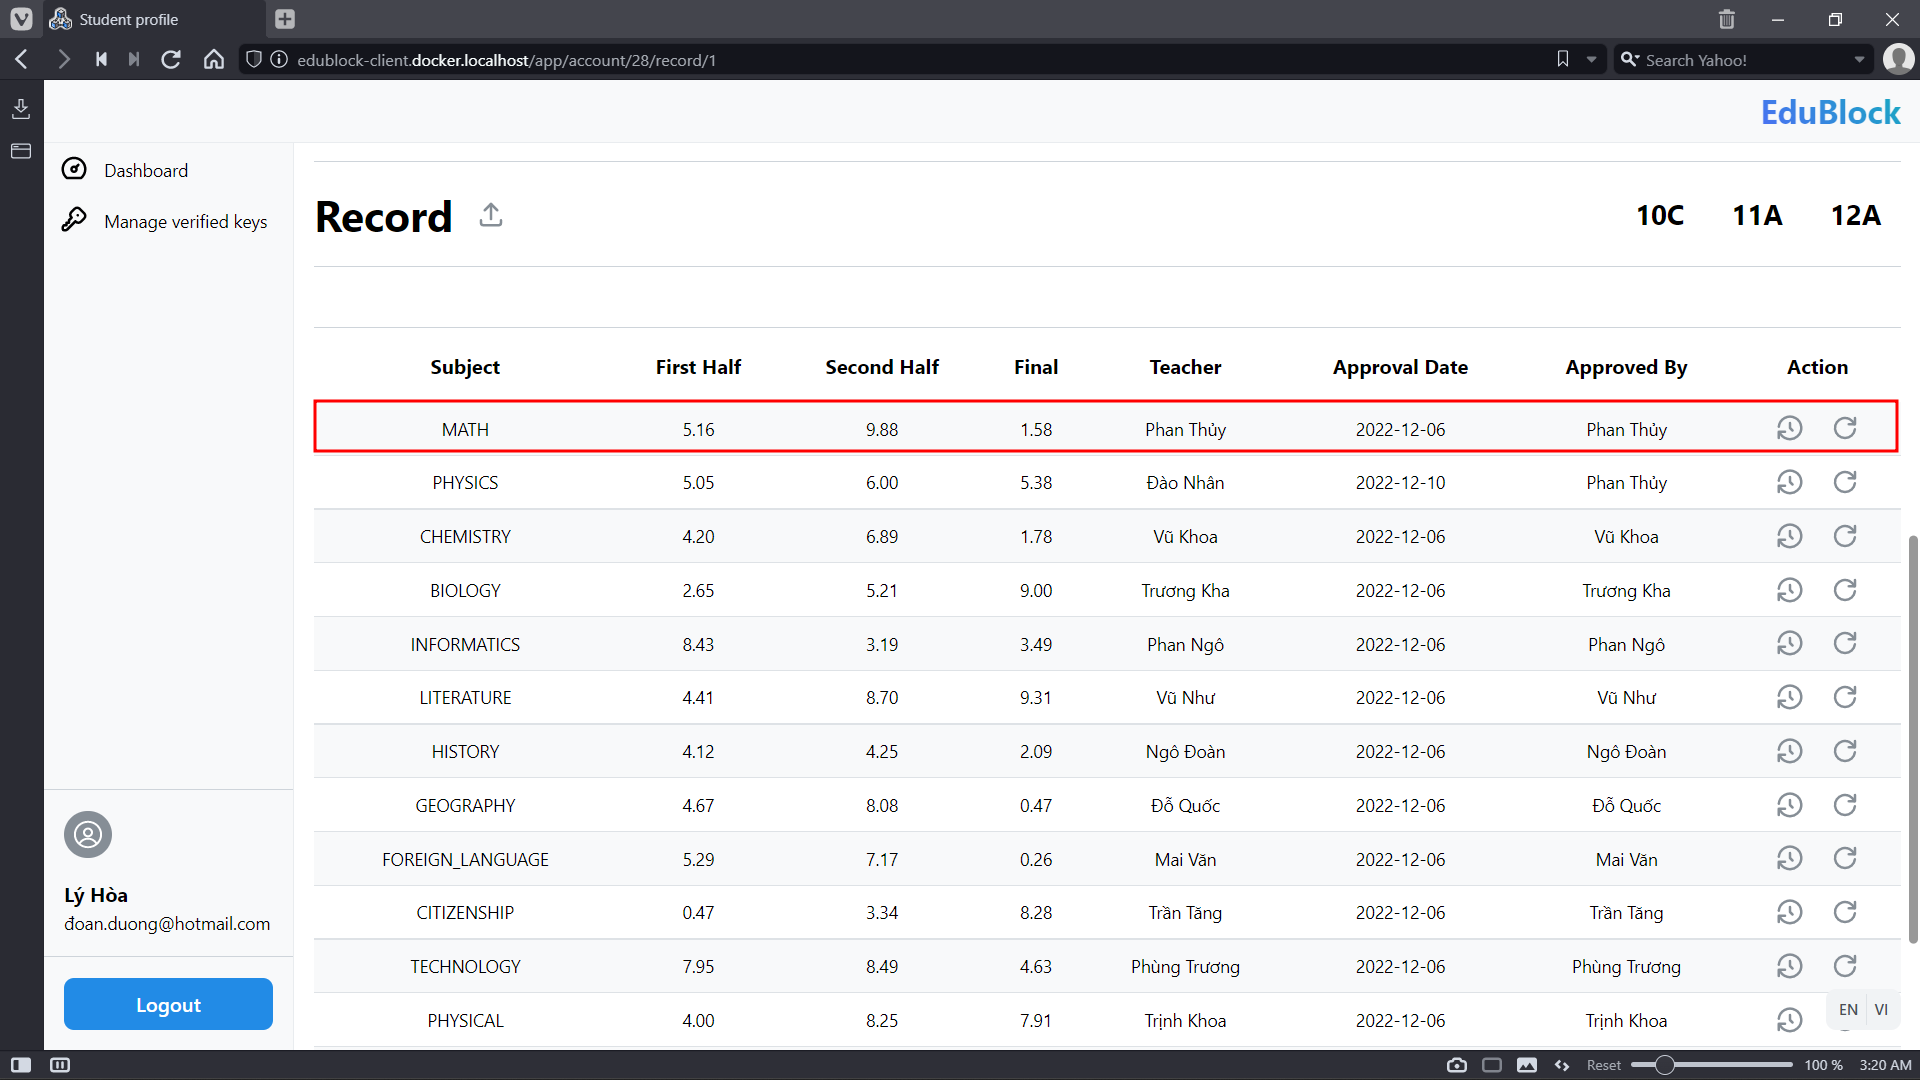 Student profile
edublock-client.docker.localhost/app/account/28/record/1
Search Yahoo!
EduBlock
Dashboard
Manage verified keys
Record
10C 11A 12A
Subject First Half Second Half Final Teacher Approval Date Approved By Action
MATH 5.16 9.88 1.58 Phan Thủy 2022-12-06 Phan Thủy
PHYSICS 5.05 6.00 5.38 Đào Nhân 2022-12-10 Phan Thủy
CHEMISTRY 4.20 6.89 1.78 Vũ Khoa 2022-12-06 Vũ Khoa
BIOLOGY 2.65 5.21 9.00 Trương Kha 2022-12-06 Trương Kha
INFORMATICS 8.43 3.19 3.49 Phan Ngô 2022-12-06 Phan Ngô
LITERATURE 4.41 8.70 9.31 Vũ Như 2022-12-06 Vũ Như
HISTORY 4.12 4.25 2.09 Ngô Đoàn 2022-12-06 Ngô Đoàn
GEOGRAPHY 4.67 8.08 0.47 Đỗ Quốc 2022-12-06 Đỗ Quốc
FOREIGN_LANGUAGE 5.29 7.17 0.26 Mai Văn 2022-12-06 Mai Văn
CITIZENSHIP 0.47 3.34 8.28 Trần Tăng 2022-12-06 Trần Tăng
TECHNOLOGY 7.95 8.49 4.63 Phùng Trương 2022-12-06 Phùng Trương
PHYSICAL 4.00 8.25 7.91 Trịnh Khoa 2022-12-06 Trịnh Khoa
Lý Hòa
đoan.duong@hotmail.com
Logout
EN VI
Reset 100 % 3:20 AM